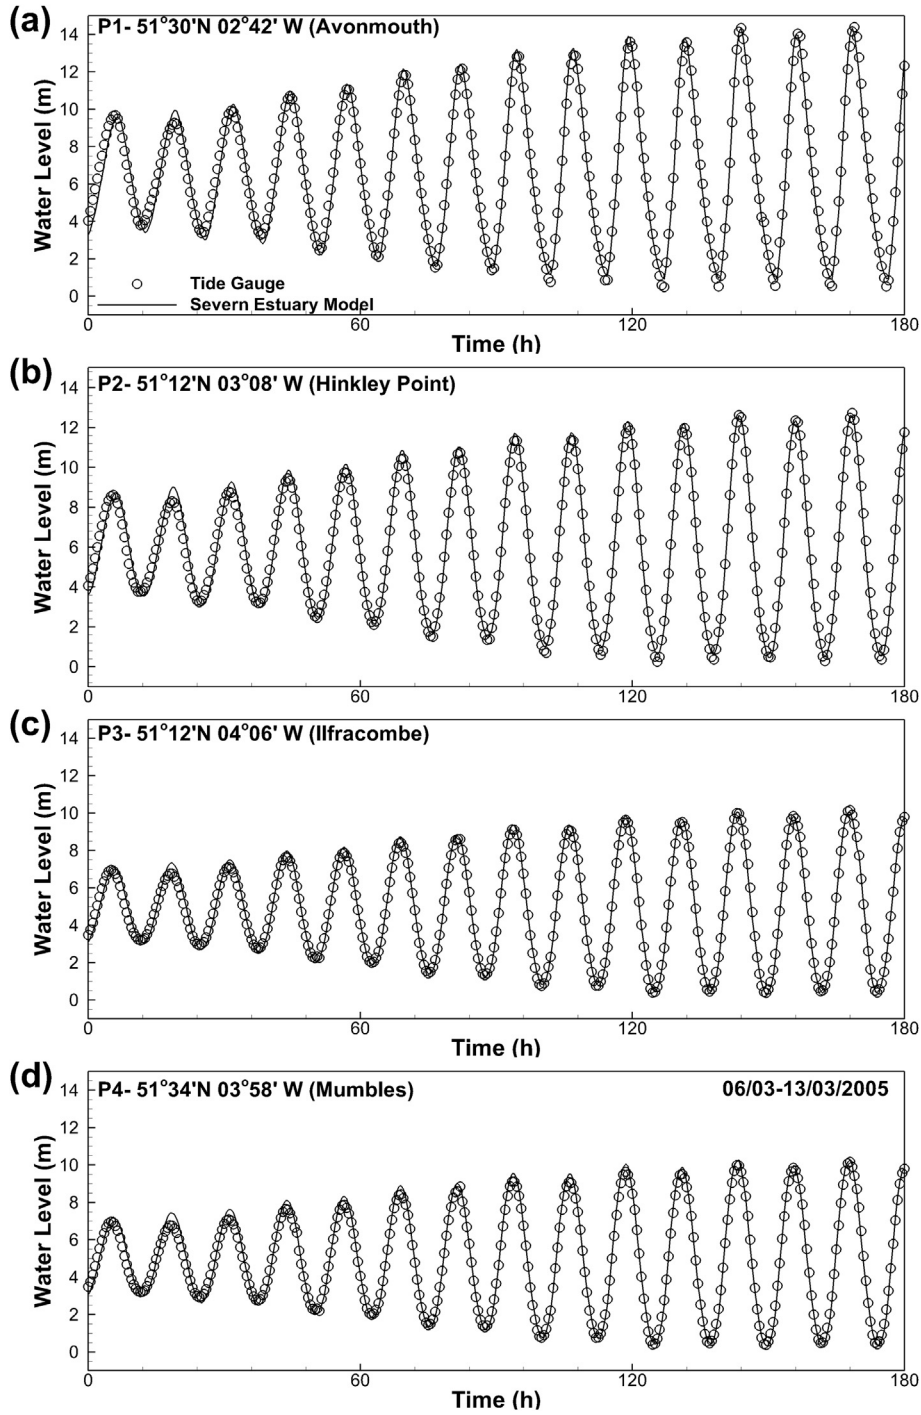 (a)
P1- 51°30'N 02°42' W (Avonmouth)
Water Level (m)
14
12
10
8
6
4
2
0
Tide Gauge
Severn Estuary Model
0 60 120 180
Time (h)
(b)
P2- 51°12'N 03°08' W (Hinkley Point)
Water Level (m)
14
12
10
8
6
4
2
0
0 60 120 180
(c)
P3- 51°12'N 04°06' W (Ilfracombe)
Water Level (m)
14
12
10
8
6
4
2
0
0 60 120 180
Time (h)
(d)
P4- 51°34'N 03°58' W (Mumbles) 06/03-13/03/2005
Water Level (m)
14
12
10
8
6
4
2
0
0 60 120 180
Time (h)